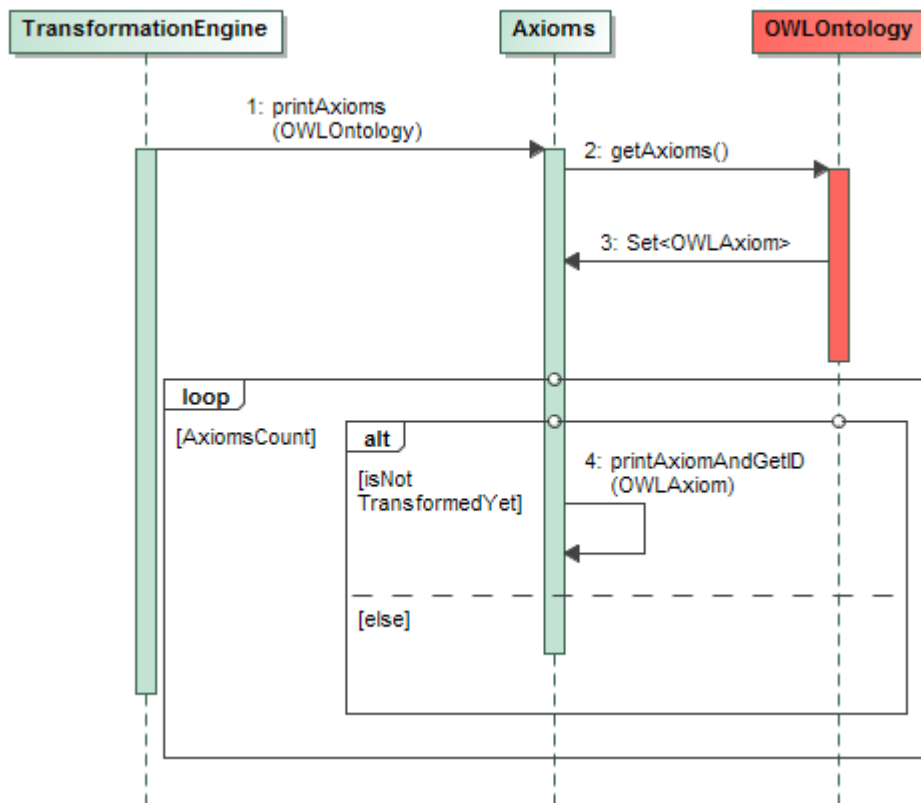 TransformationEngine
Axioms
OWLOntology
1: printAxioms
(OWLOntology)
2: getAxioms()
3: Set<OWLAxiom>
loop
[AxiomsCount]
alt
[isNot
TransformedYet]
4: printAxiomAndGetID
(OWLAxiom)
[else]